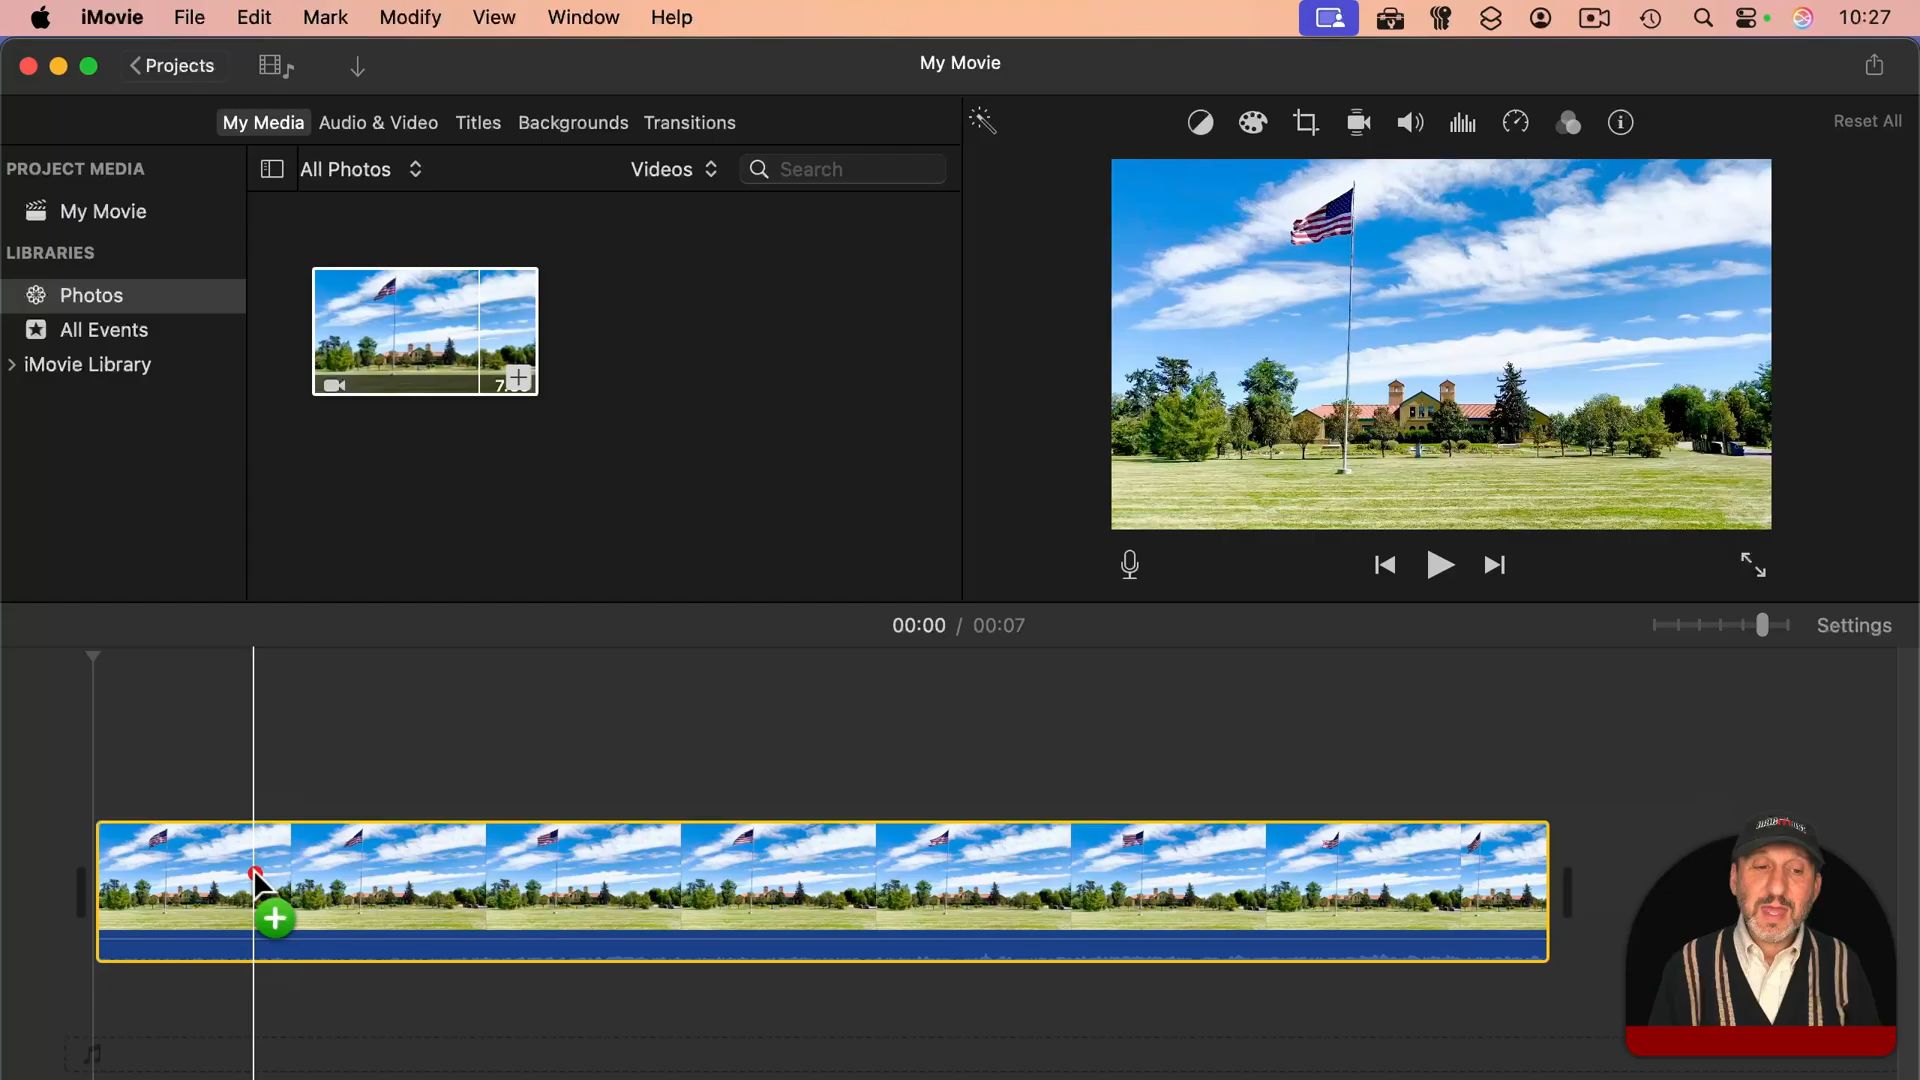 iMovie File Edit Mark Modify View Window Help 10:27
Projects My Movie
My Media Audio & Video Titles Backgrounds Transitions Reset All
PROJECT MEDIA All Photos Videos Search
My Movie
LIBRARIES
Photos
All Events
iMovie Library
00:00 / 00:07 Settings